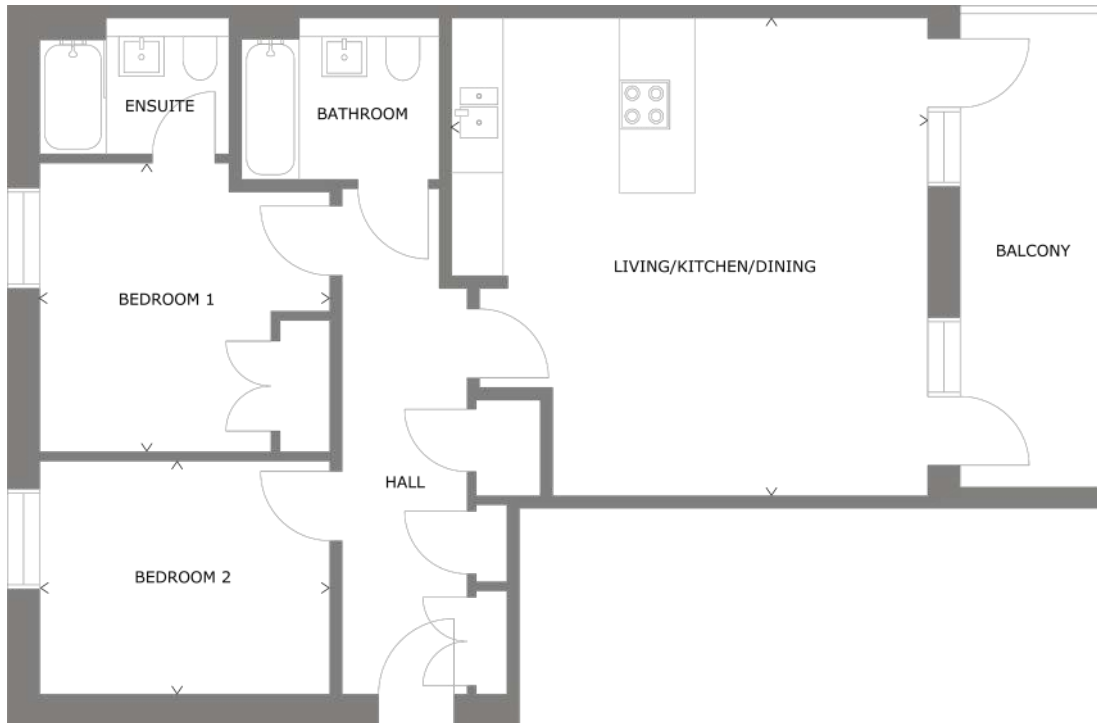 ENSUITE
BATHROOM
LIVING/KITCHEN/DINING
BALCONY
BEDROOM 1
HALL
BEDROOM 2